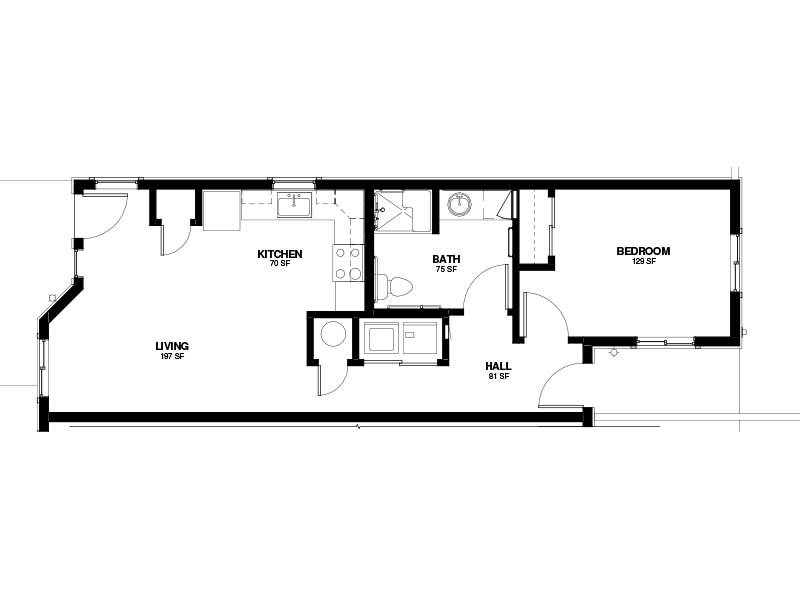 KITCHEN
70 SF
BATH
75 SF
BEDROOM
129 SF
LIVING
197 SF
HALL
81 SF